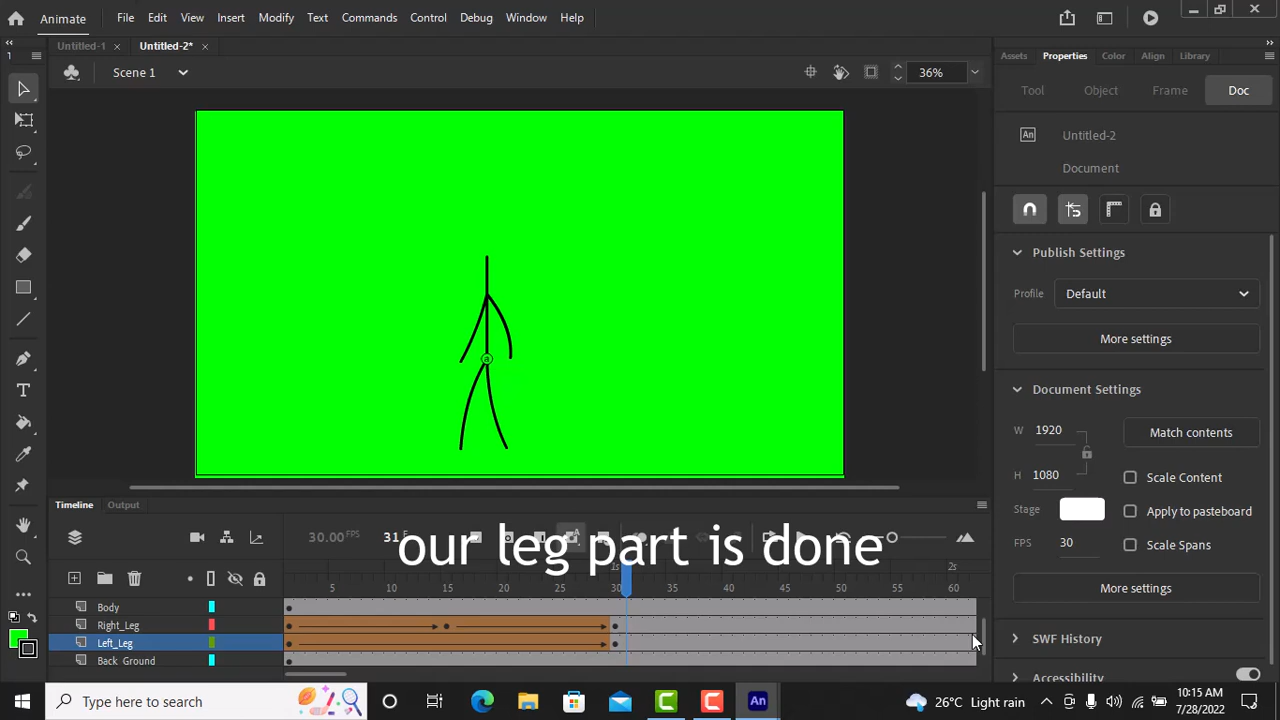 Animate File Edit View Insert Modify Text Commands Control Debug Window Help
Untitled-1 Untitled-2*
Scene 1 36%
Assets Properties Color Align Library
Tool Object Frame Doc
An Untitled-2
Document
Publish Settings
Profile Default
More settings
Document Settings
W 1920 Match contents
H 1080 Scale Content
Stage Apply to pasteboard
FPS 30 Scale Spans
More settings
SWF History
Accessibility
a
Timeline Output
30.00 FPS 31 F
our leg part is done
1s 2s
5 10 15 20 25 30 35 40 45 50 55 60
Body
Right_Leg
Left_Leg
Back Ground
Type here to search
An
26°C Light rain
10:15 AM
7/28/2022